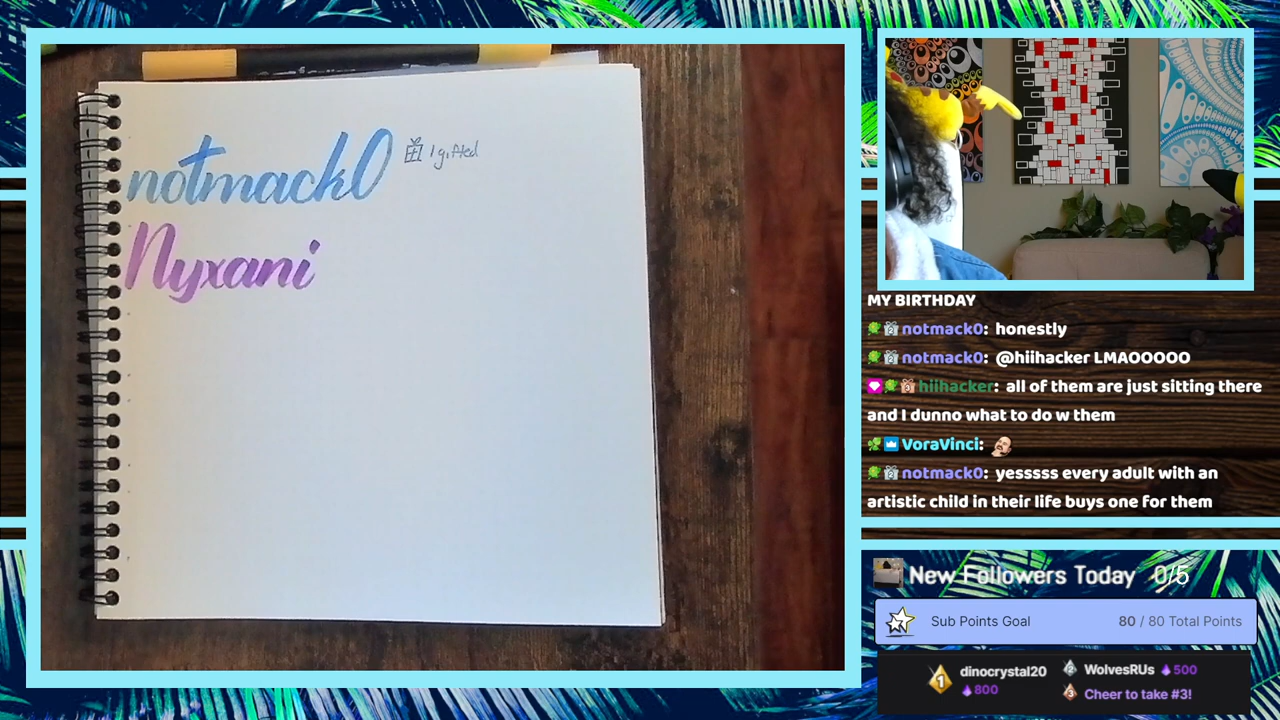 notmack0 1 gifted
Nyxani
MY BIRTHDAY
notmack0: honestly
notmack0: @hiihacker LMAOOOOO
hiihacker: all of them are just sitting there
and I dunno what to do w them
VoraVinci:
notmack0: yesssss every adult with an
artistic child in their life buys one for them
New Followers Today 0/5
Sub Points Goal 80 / 80 Total Points
1 dinocrystal20 800
2 WolvesRUs 500
3 Cheer to take #3!